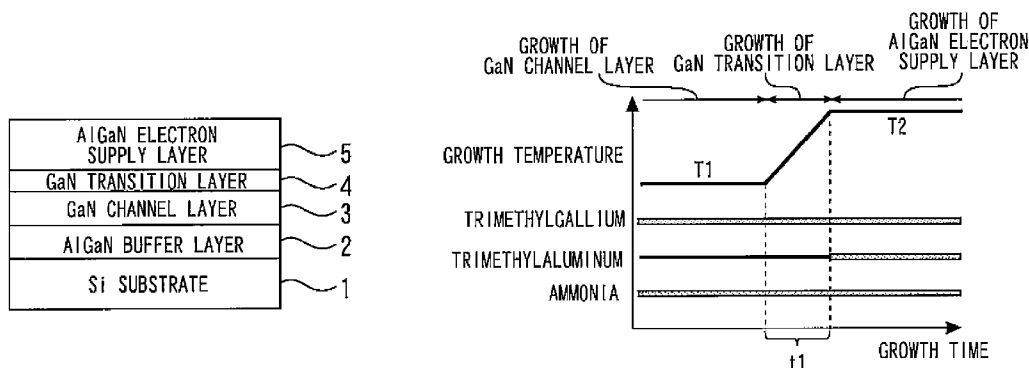 AlGaN ELECTRON
SUPPLY LAYER
5
GaN TRANSITION LAYER
4
GaN CHANNEL LAYER
3
AlGaN BUFFER LAYER
2
Si SUBSTRATE
1
GROWTH OF
GaN CHANNEL LAYER
GROWTH OF
GaN TRANSITION LAYER
GROWTH OF
AlGaN ELECTRON
SUPPLY LAYER
GROWTH TEMPERATURE
T1
T2
TRIMETHYLGALLIUM
TRIMETHYLALUMINUM
AMMONIA
t1
GROWTH TIME